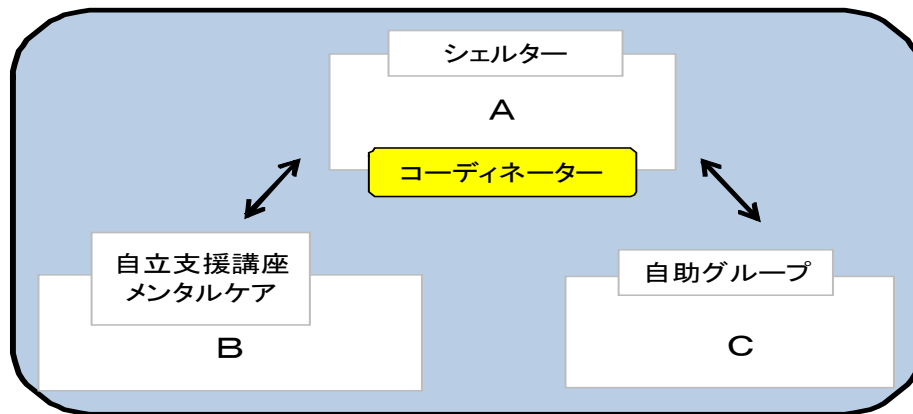 シェルター
A
コーディネーター
自立支援講座
メンタルケア
B
自助グループ
C